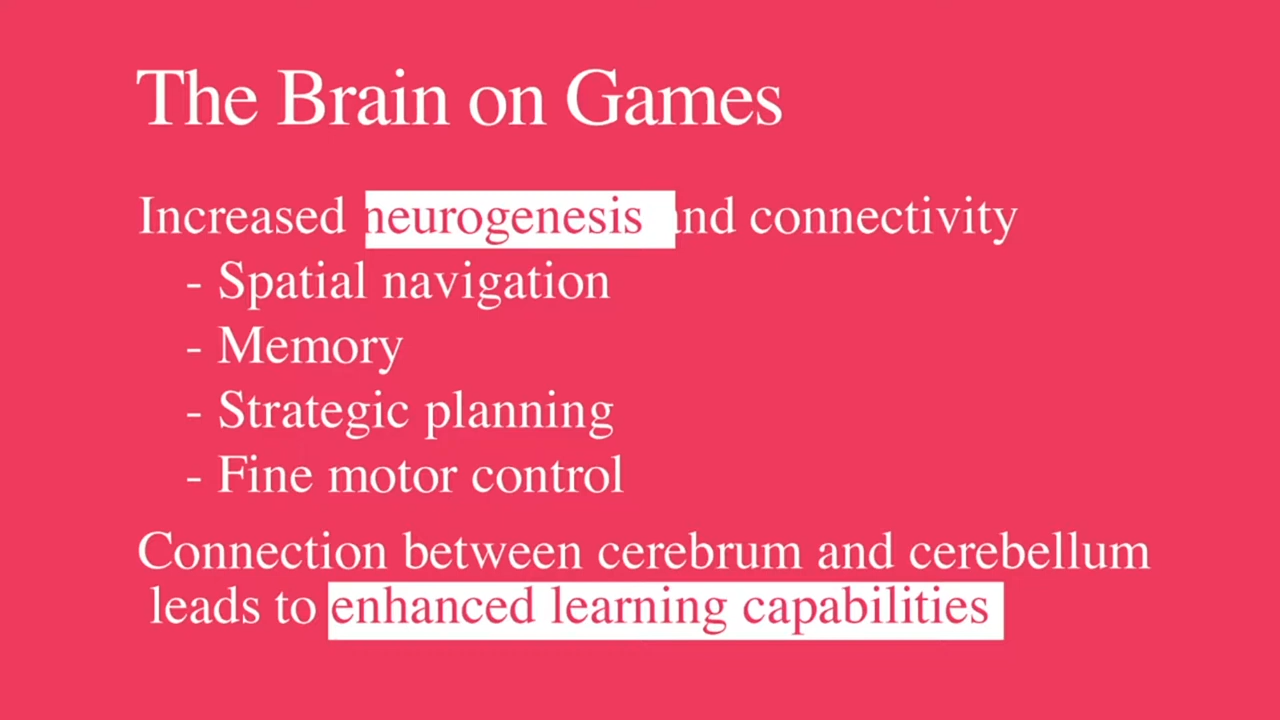 The Brain on Games
Increased neurogenesis and connectivity
- Spatial navigation
- Memory
- Strategic planning
- Fine motor control
Connection between cerebrum and cerebellum
leads to enhanced learning capabilities